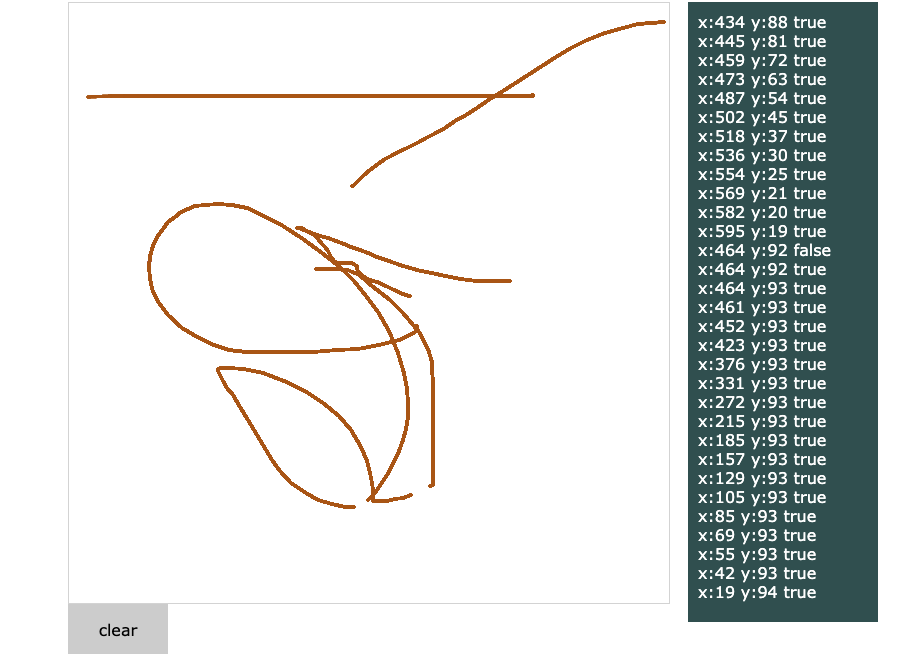 x:434 y:88 true
x:445 y:81 true
x:459 y:72 true
x:473 y:63 true
x:487 y:54 true
x:502 y:45 true
x:518 y:37 true
x:536 y:30 true
x:554 y:25 true
x:569 y:21 true
x:582 y:20 true
x:595 y:19 true
x:464 y:92 false
x:464 y:92 true
x:464 y:93 true
x:461 y:93 true
x:452 y:93 true
x:423 y:93 true
x:376 y:93 true
x:331 y:93 true
x:272 y:93 true
x:215 y:93 true
x:185 y:93 true
x:157 y:93 true
x:129 y:93 true
x:105 y:93 true
x:85 y:93 true
x:69 y:93 true
x:55 y:93 true
x:42 y:93 true
x:19 y:94 true
clear